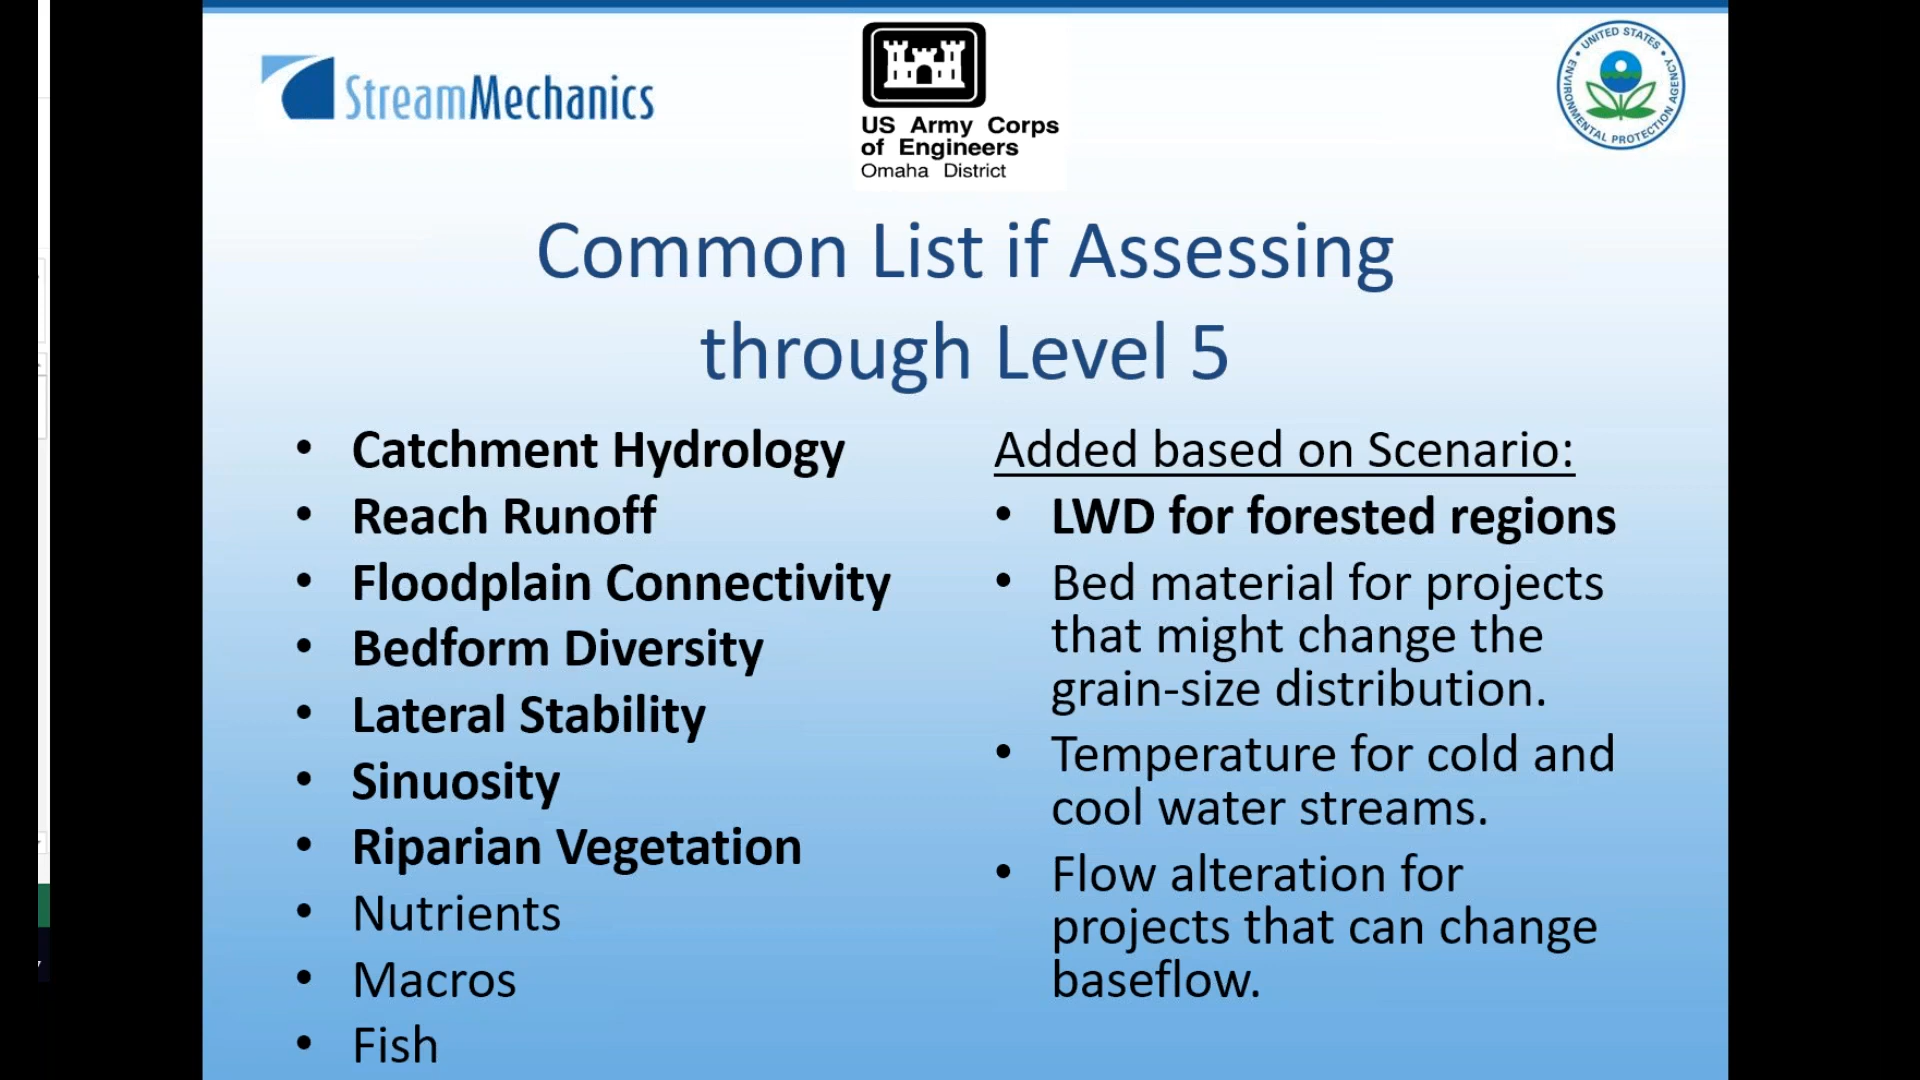 StreamMechanics
US Army Corps
of Engineers
Omaha District
UNITED STATES
ENVIRONMENTAL PROTECTION AGENCY
Common List if Assessing
through Level 5
• Catchment Hydrology
• Reach Runoff
• Floodplain Connectivity
• Bedform Diversity
• Lateral Stability
• Sinuosity
• Riparian Vegetation
• Nutrients
• Macros
• Fish
Added based on Scenario:
• LWD for forested regions
• Bed material for projects
that might change the
grain-size distribution.
• Temperature for cold and
cool water streams.
• Flow alteration for
projects that can change
baseflow.